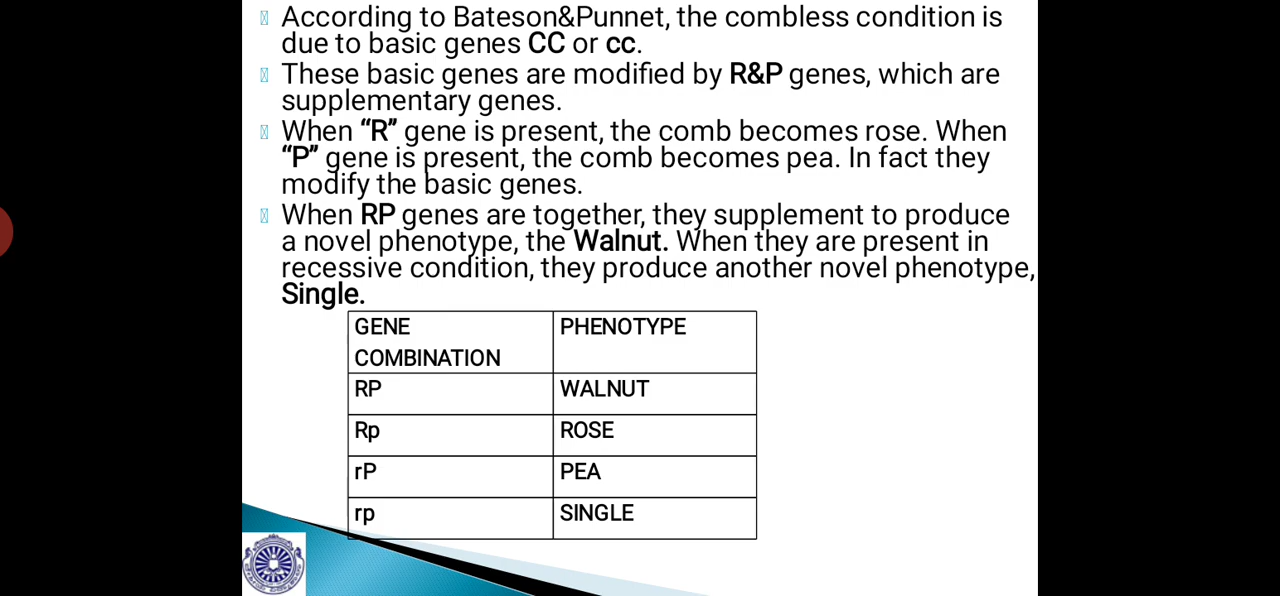 According to Bateson&Punnet, the combless condition is
due to basic genes CC or cc.
These basic genes are modified by R&P genes, which are
supplementary genes.
When “R” gene is present, the comb becomes rose. When
“P” gene is present, the comb becomes pea. In fact they
modify the basic genes.
When RP genes are together, they supplement to produce
a novel phenotype, the Walnut. When they are present in
recessive condition, they produce another novel phenotype,
Single.
GENE COMBINATION PHENOTYPE
RP WALNUT
Rp ROSE
rP PEA
rp SINGLE